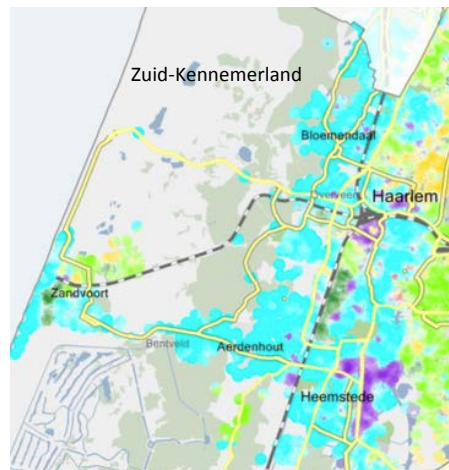 Zuid-Kennemerland
Bloemendaal
Overveen
Haarlem
Zandvoort
Bentveld
Aerdenhout
Heemstede